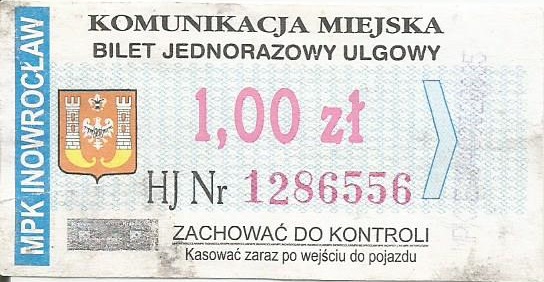 KOMUNIKACJA MIEJSKA
BILET JEDNORAZOWY ULGOWY
MPK INOWROCŁAW
1,00 zł
HJ Nr 1286556
ZACHOWAĆ DO KONTROLI
Kasować zaraz po wejściu do pojazdu